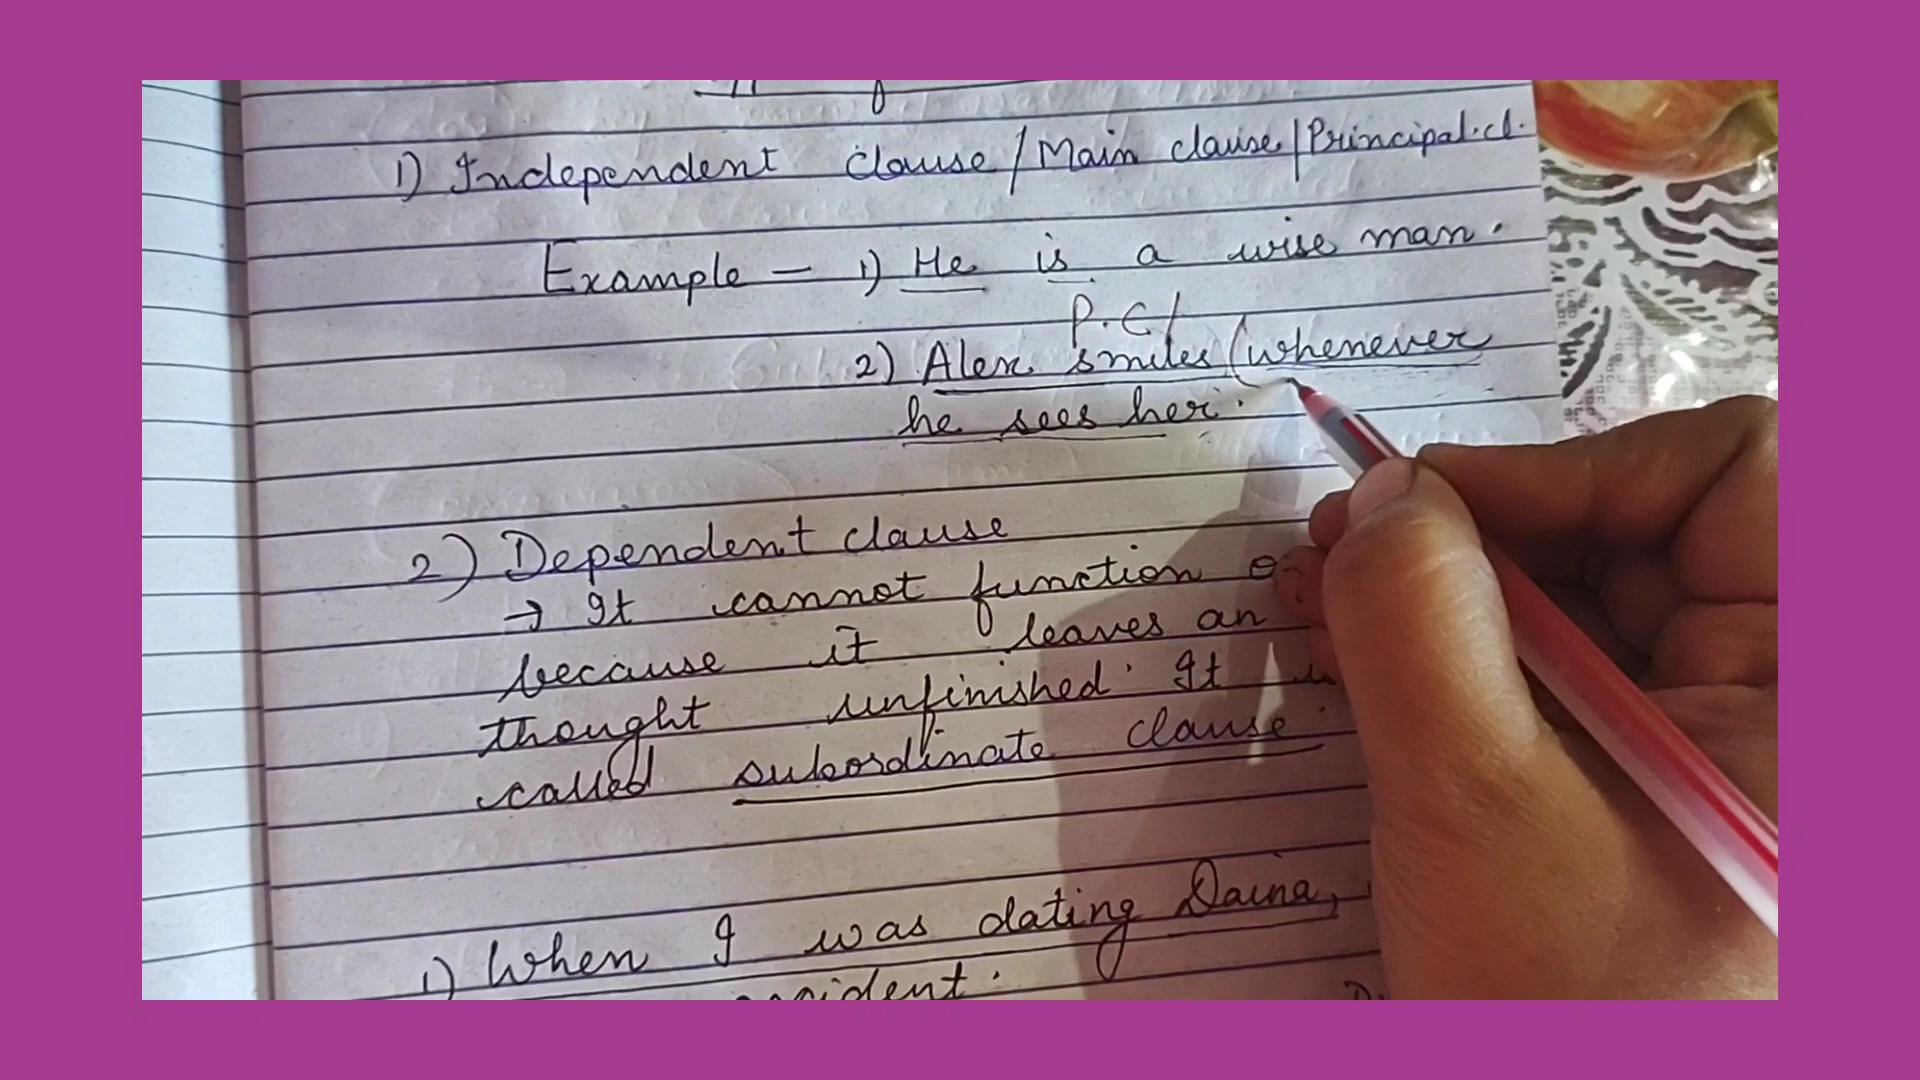 1) Independent clause / Main clause / Principal.cl.
Example – 1) He is a wise man.
P.Cl
2) Alex smiles (whenever
he sees her.
2) Dependent clause
→ It cannot function
because it leaves an
thought unfinished. It
called subordinate clause.
1) When I was dating Daina,